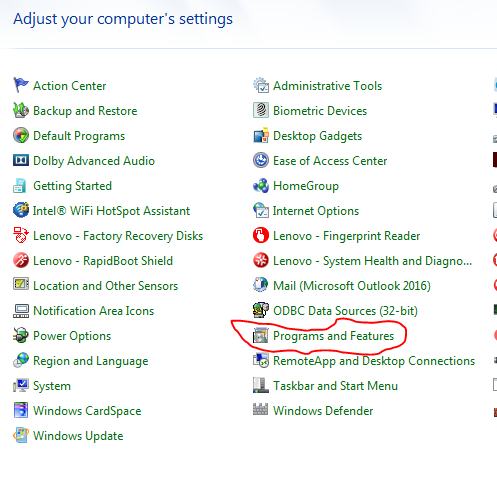 Adjust your computer's settings
Action Center
Administrative Tools
Backup and Restore
Biometric Devices
Default Programs
Desktop Gadgets
Dolby Advanced Audio
Ease of Access Center
Getting Started
HomeGroup
Intel® WiFi HotSpot Assistant
Internet Options
Lenovo - Factory Recovery Disks
Lenovo - Fingerprint Reader
Lenovo - RapidBoot Shield
Lenovo - System Health and Diagno...
Location and Other Sensors
Mail (Microsoft Outlook 2016)
Notification Area Icons
ODBC Data Sources (32-bit)
Power Options
Programs and Features
Region and Language
RemoteApp and Desktop Connections
System
Taskbar and Start Menu
Windows CardSpace
Windows Defender
Windows Update